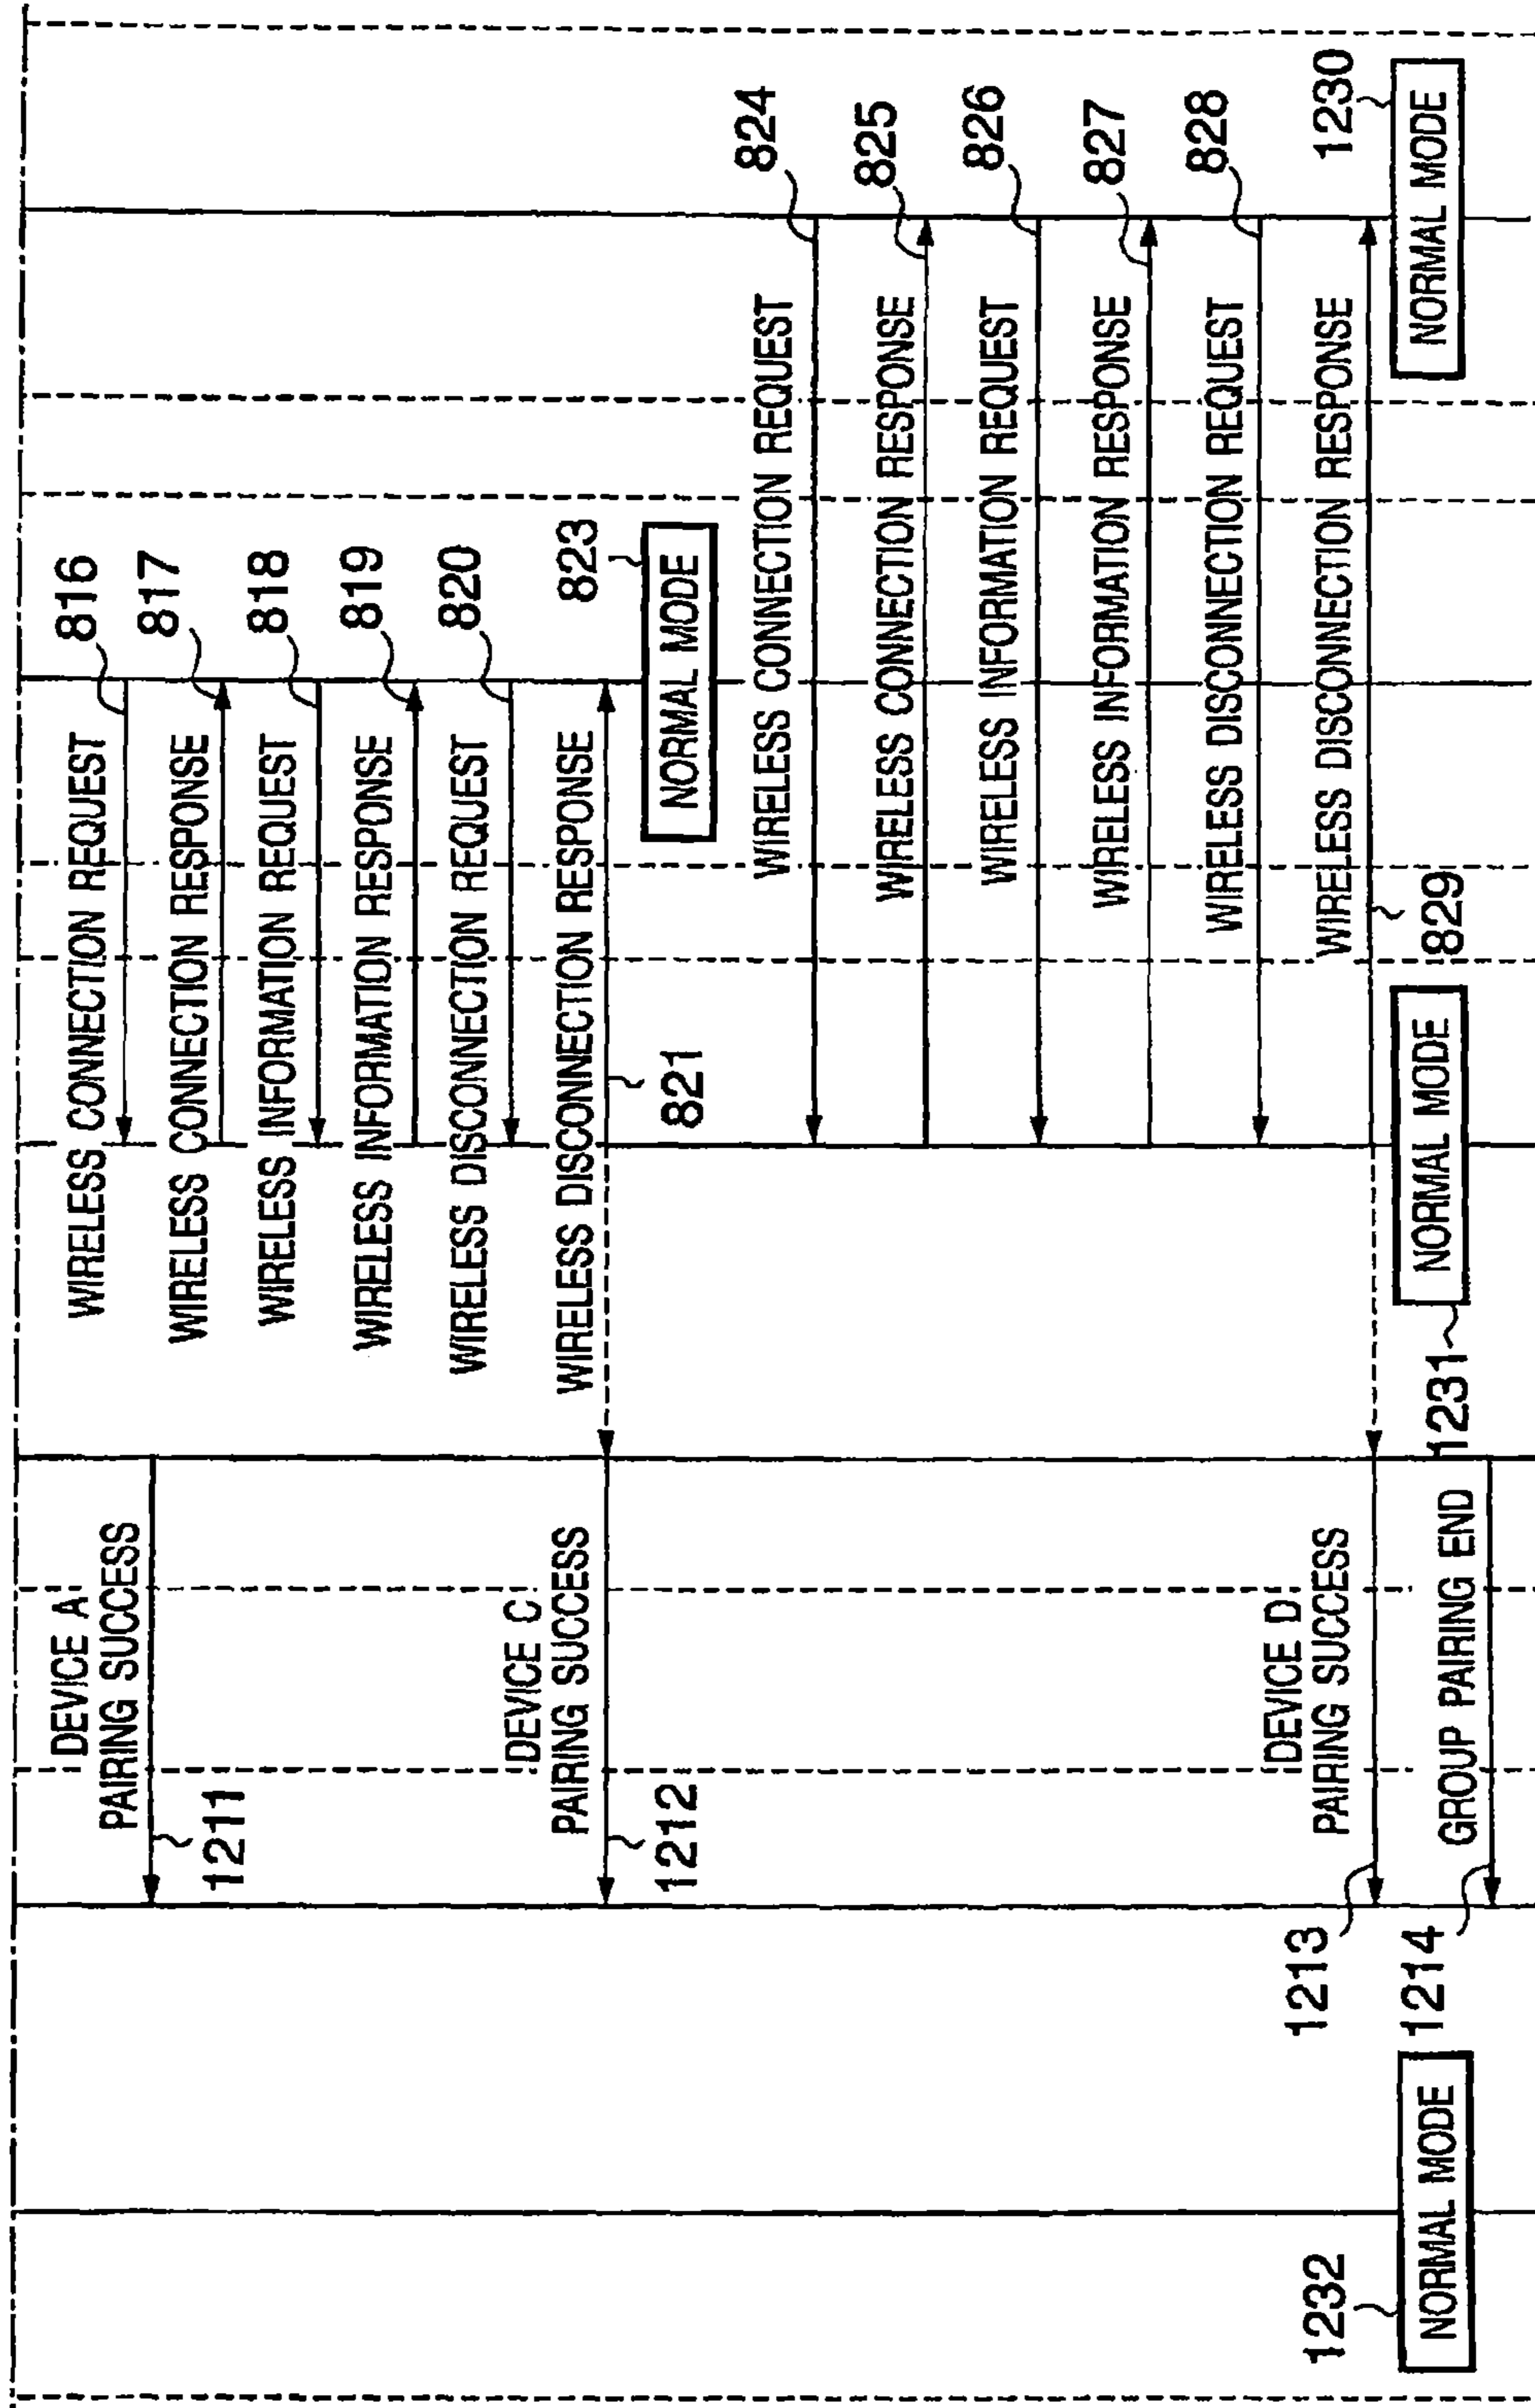 DEVICE A
PAIRING SUCCESS
1211
WIRELESS CONNECTION REQUEST
816
WIRELESS CONNECTION RESPONSE
817
WIRELESS INFORMATION REQUEST
818
WIRELESS INFORMATION RESPONSE
819
WIRELESS DISCONNECTION REQUEST
820
DEVICE C
PAIRING SUCCESS
1212
WIRELESS DISCONNECTION RESPONSE
821
823
NORMAL MODE
WIRELESS CONNECTION REQUEST
824
WIRELESS CONNECTION RESPONSE
825
WIRELESS INFORMATION REQUEST
826
WIRELESS INFORMATION RESPONSE
827
WIRELESS DISCONNECTION REQUEST
828
DEVICE D
PAIRING SUCCESS
1213
WIRELESS DISCONNECTION RESPONSE
829
1230
NORMAL MODE
NORMAL MODE
1231
GROUP PAIRING END
1214
1232
NORMAL MODE